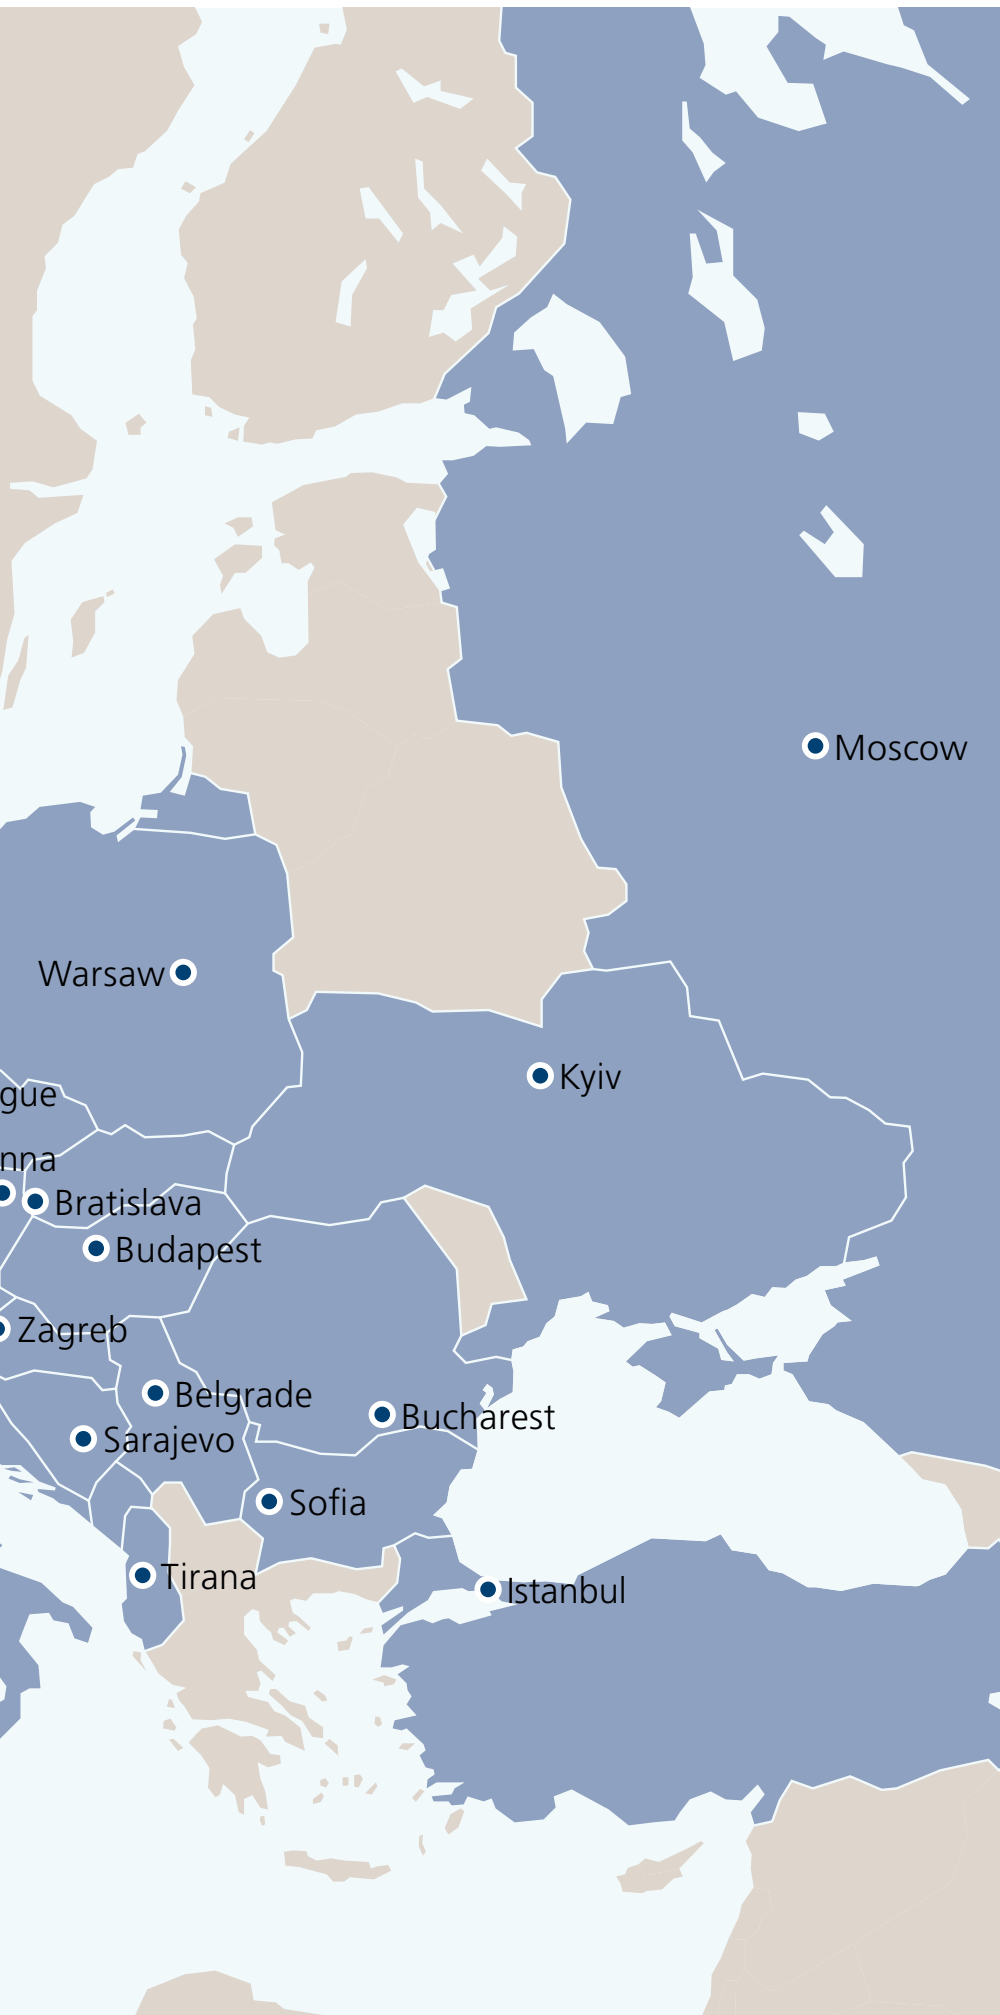 Moscow
Warsaw
Kyiv
gue
nna
Bratislava
Budapest
Zagreb
Belgrade
Bucharest
Sarajevo
Sofia
Tirana
Istanbul